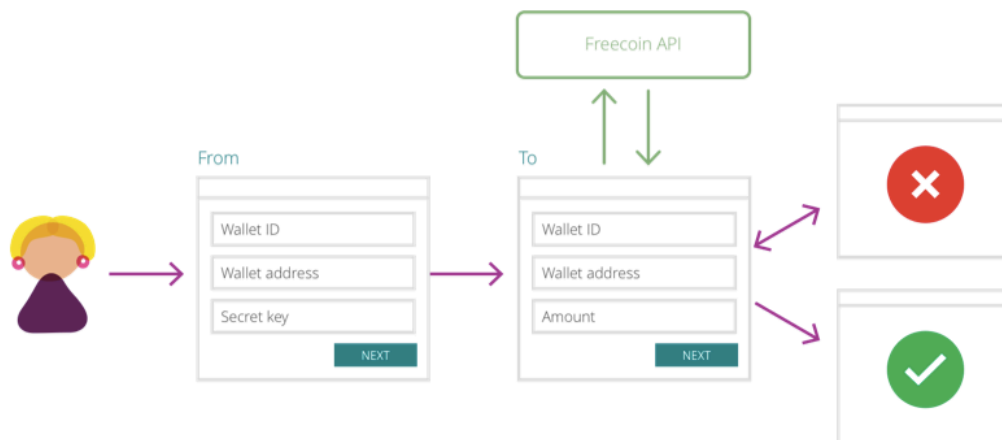 Freecoin API
From
Wallet ID
Wallet address
Secret key
NEXT
To
Wallet ID
Wallet address
Amount
NEXT